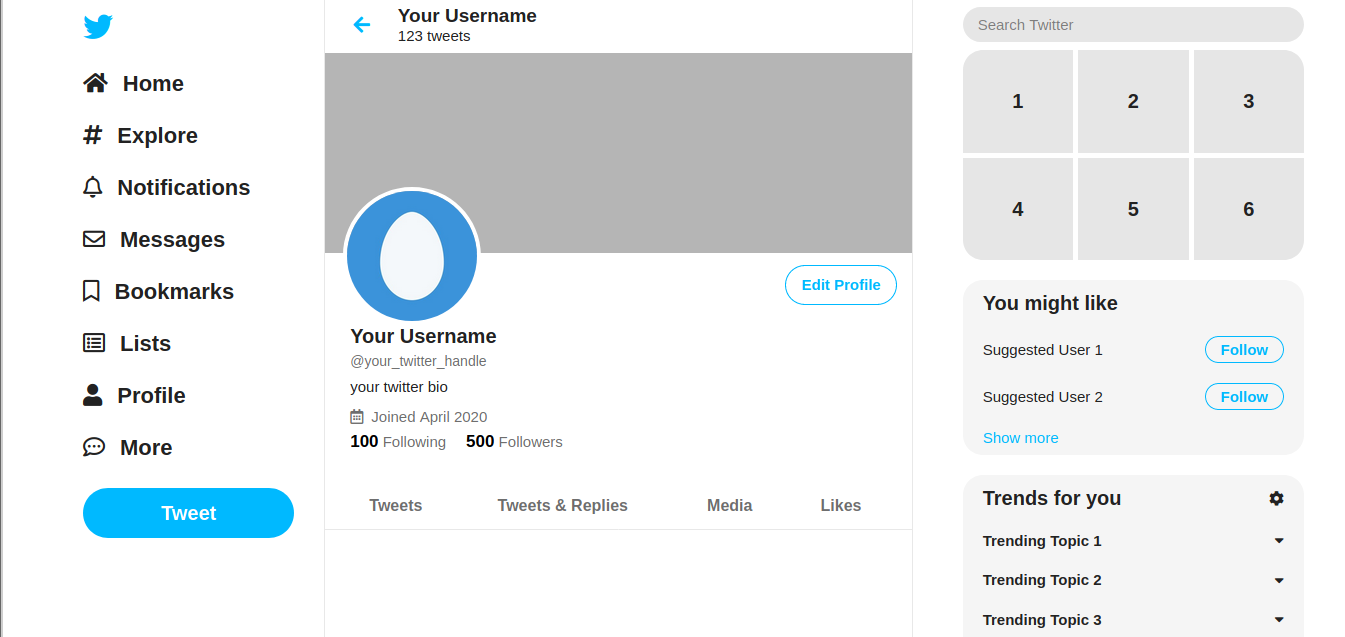 Home
Explore
Notifications
Messages
Bookmarks
Lists
Profile
More
Tweet
Your Username
123 tweets
Edit Profile
Your Username
@your_twitter_handle
your twitter bio
Joined April 2020
100 Following 500 Followers
Tweets Tweets & Replies Media Likes
Search Twitter
1 2 3
4 5 6
You might like
Suggested User 1 Follow
Suggested User 2 Follow
Show more
Trends for you
Trending Topic 1
Trending Topic 2
Trending Topic 3